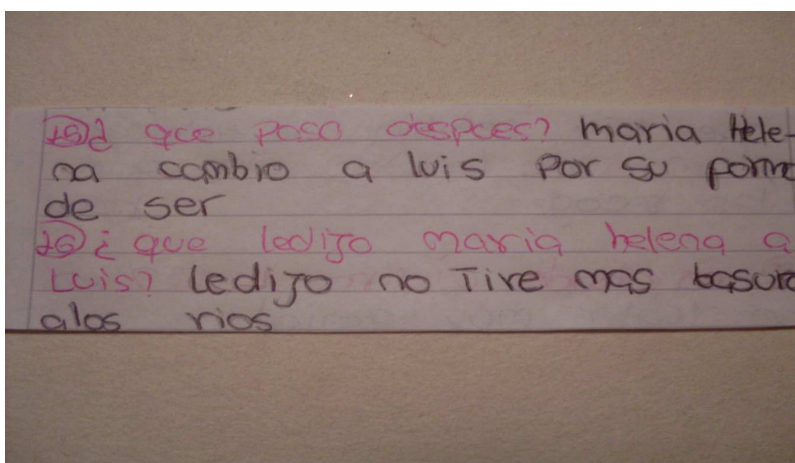 15) ¿ que paso despues? maria Hele-
na cambio a luis por su forma
de ser
16) ¿ que ledijo maria helena a
Luis? ledijo no Tire mas basura
alos rios